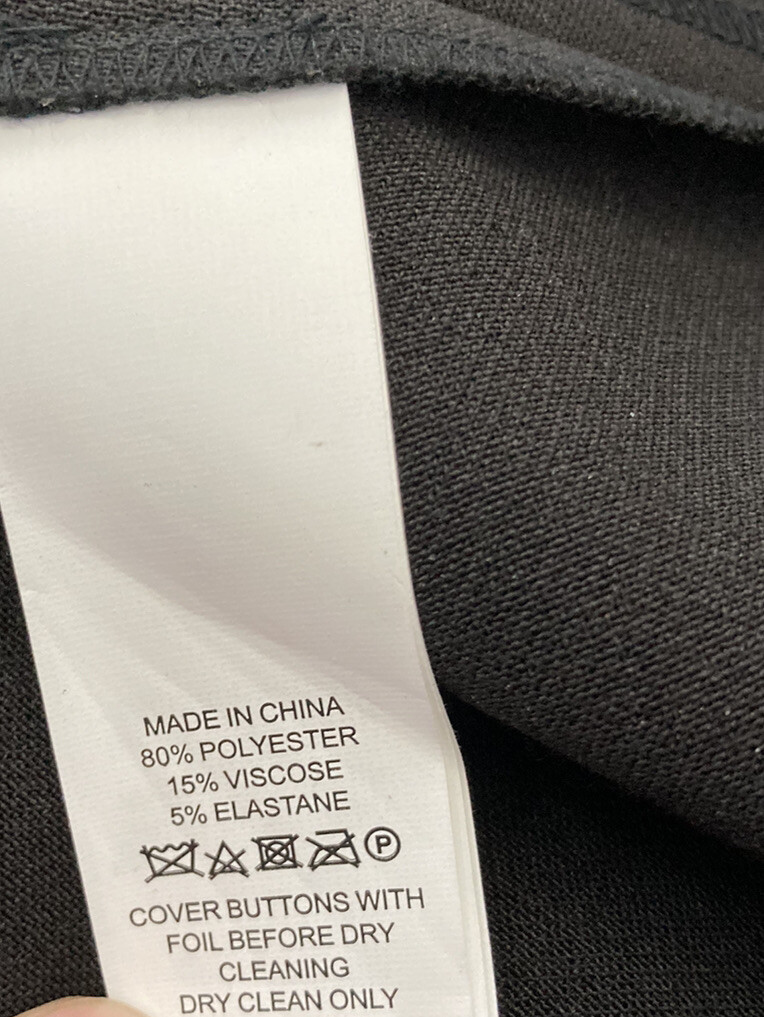 MADE IN CHINA
80% POLYESTER
15% VISCOSE
5% ELASTANE
P
COVER BUTTONS WITH
FOIL BEFORE DRY
CLEANING
DRY CLEAN ONLY